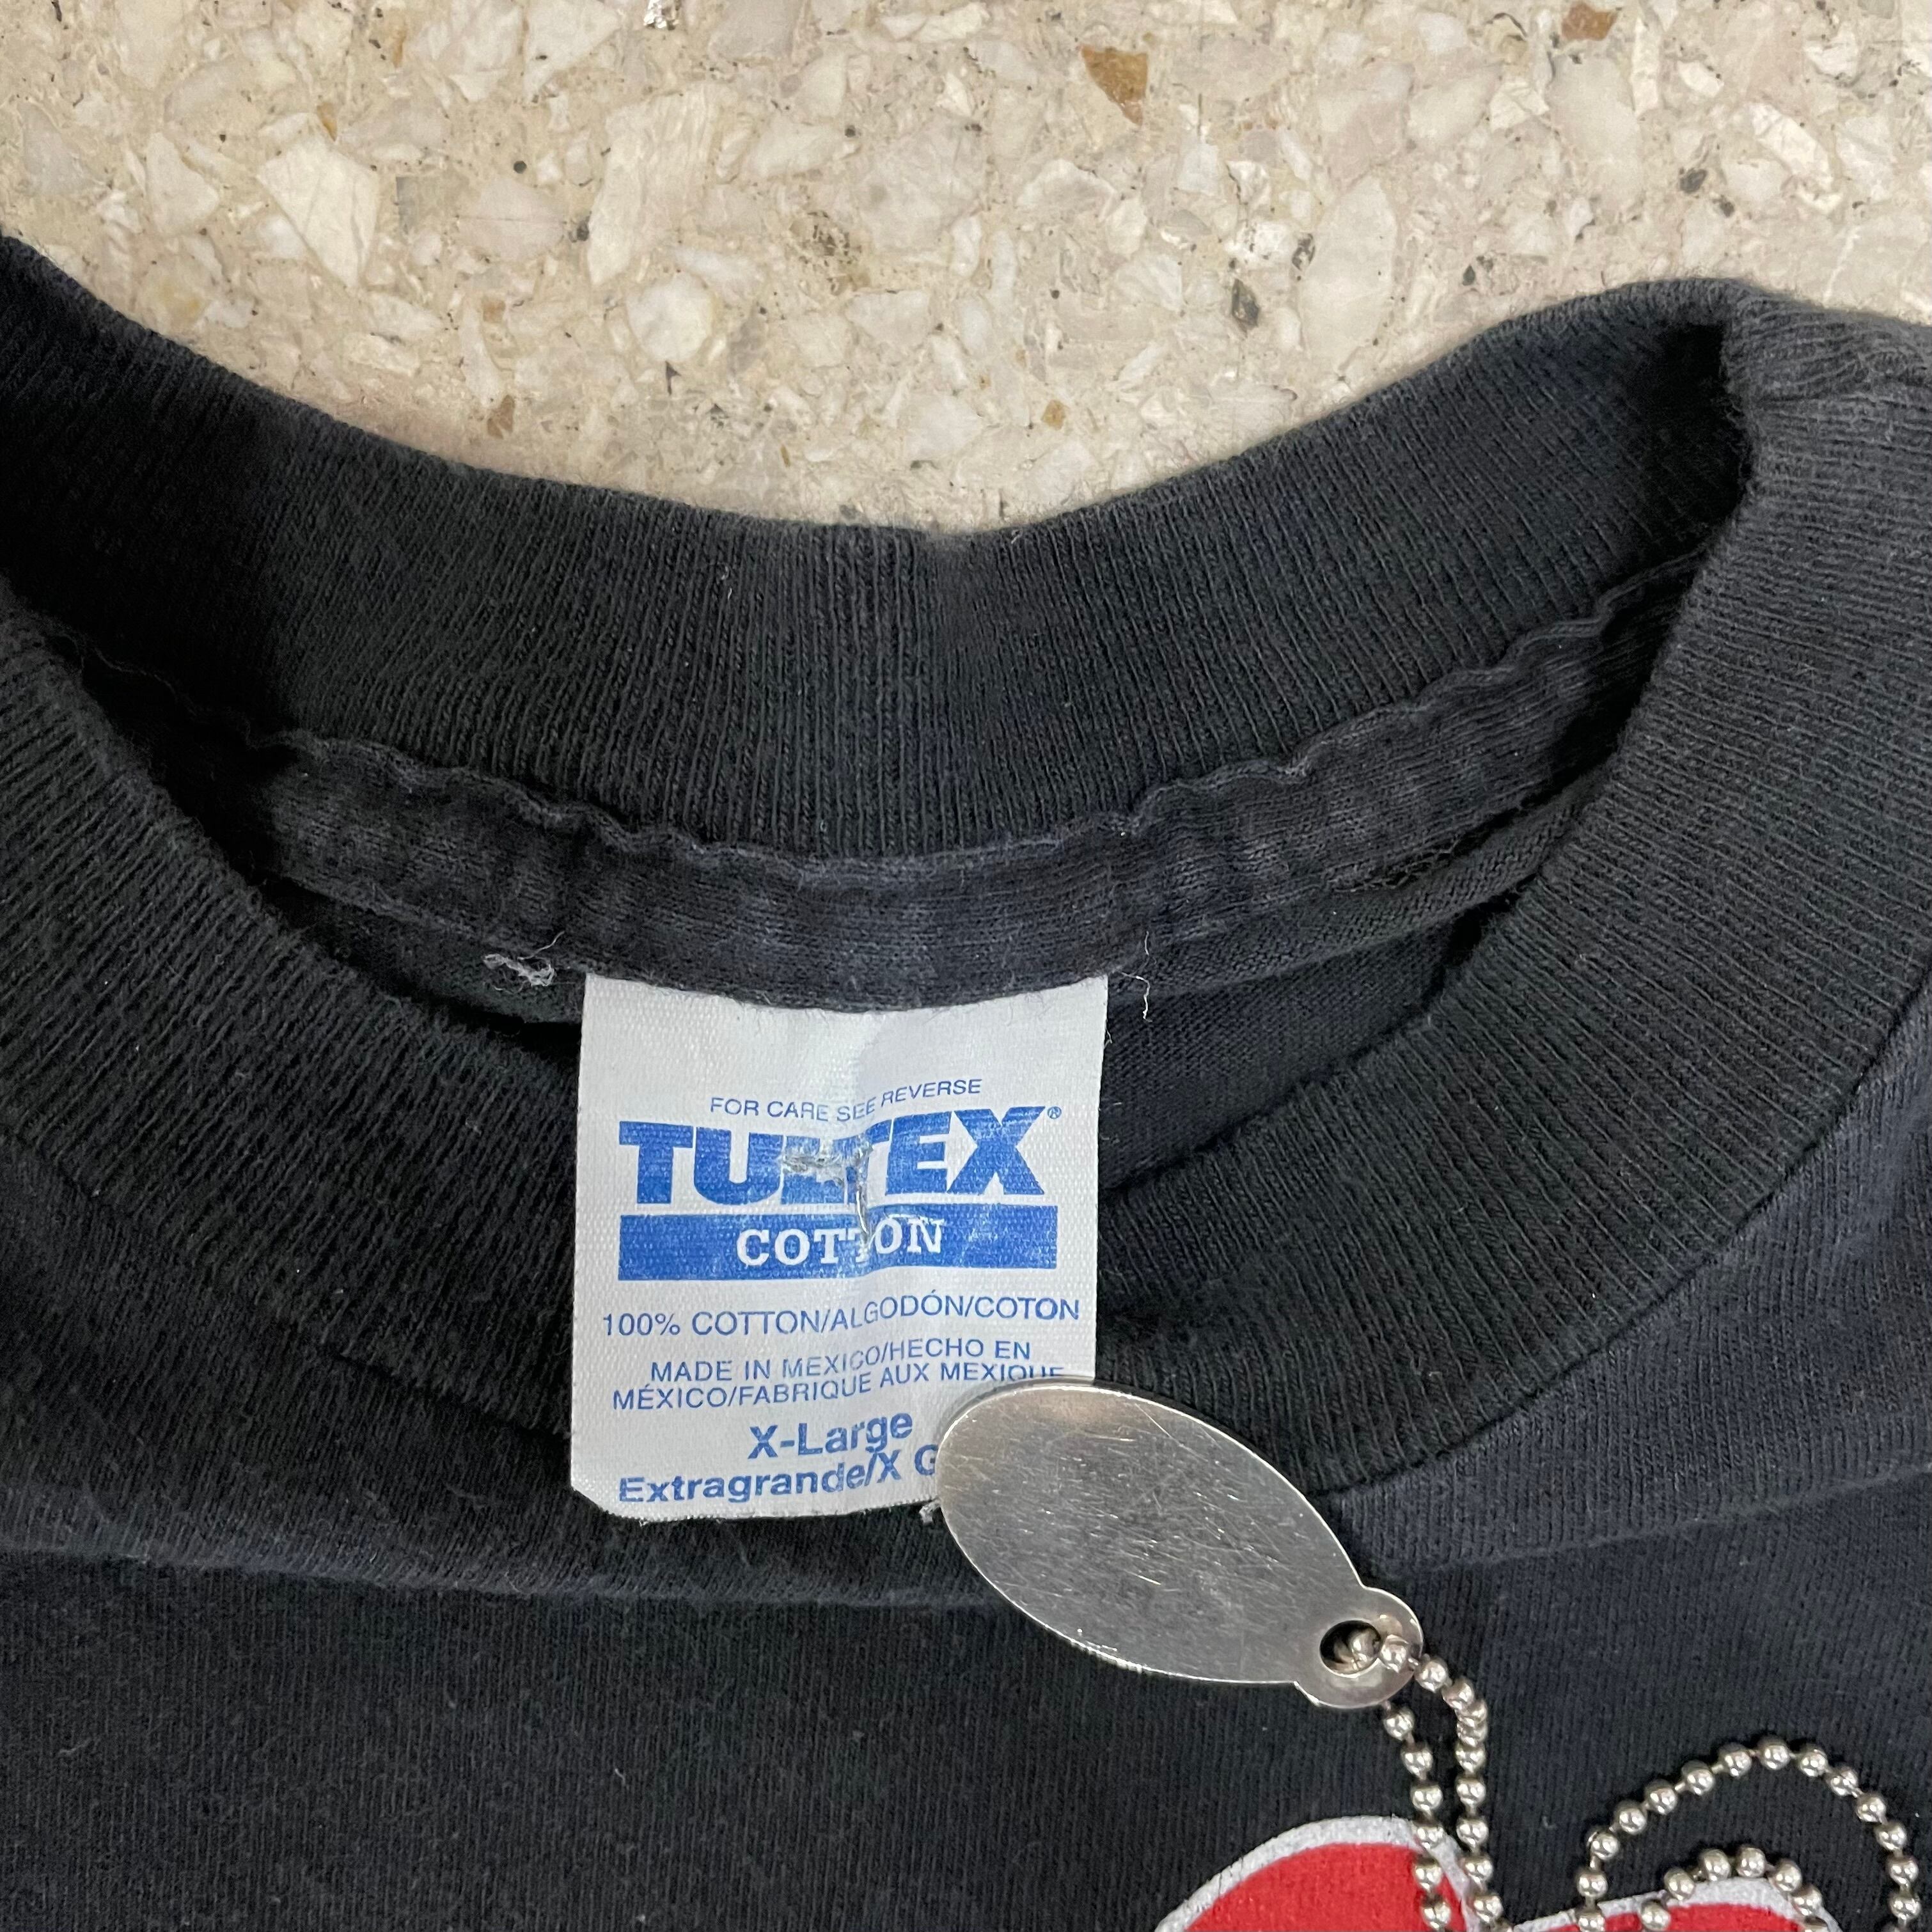 FOR CARE SEE REVERSE
TULTEX®
COTTON
100% COTTON/ALGODÓN/COTON
MADE IN MEXICO/HECHO EN
MÉXICO/FABRIQUE AUX MEXIQUE
X-Large
Extragrande/X